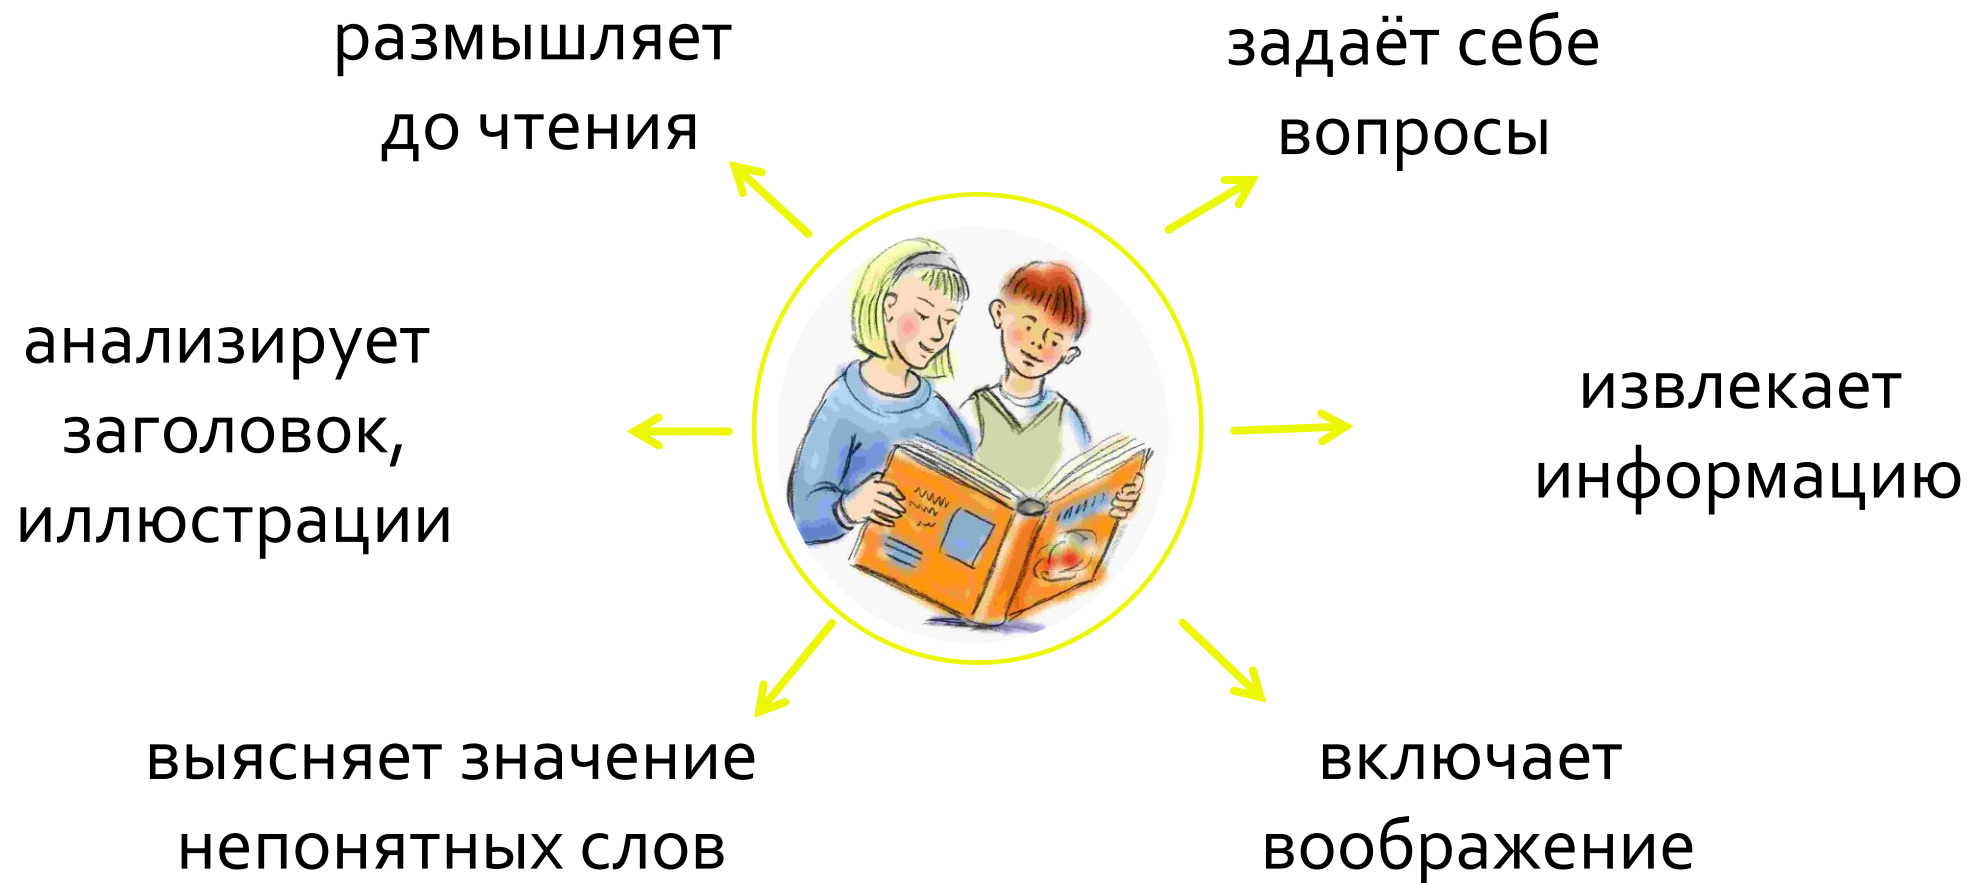 размышляет
до чтения
задаёт себе
вопросы
анализирует
заголовок,
иллюстрации
извлекает
информацию
выясняет значение
непонятных слов
включает
воображение